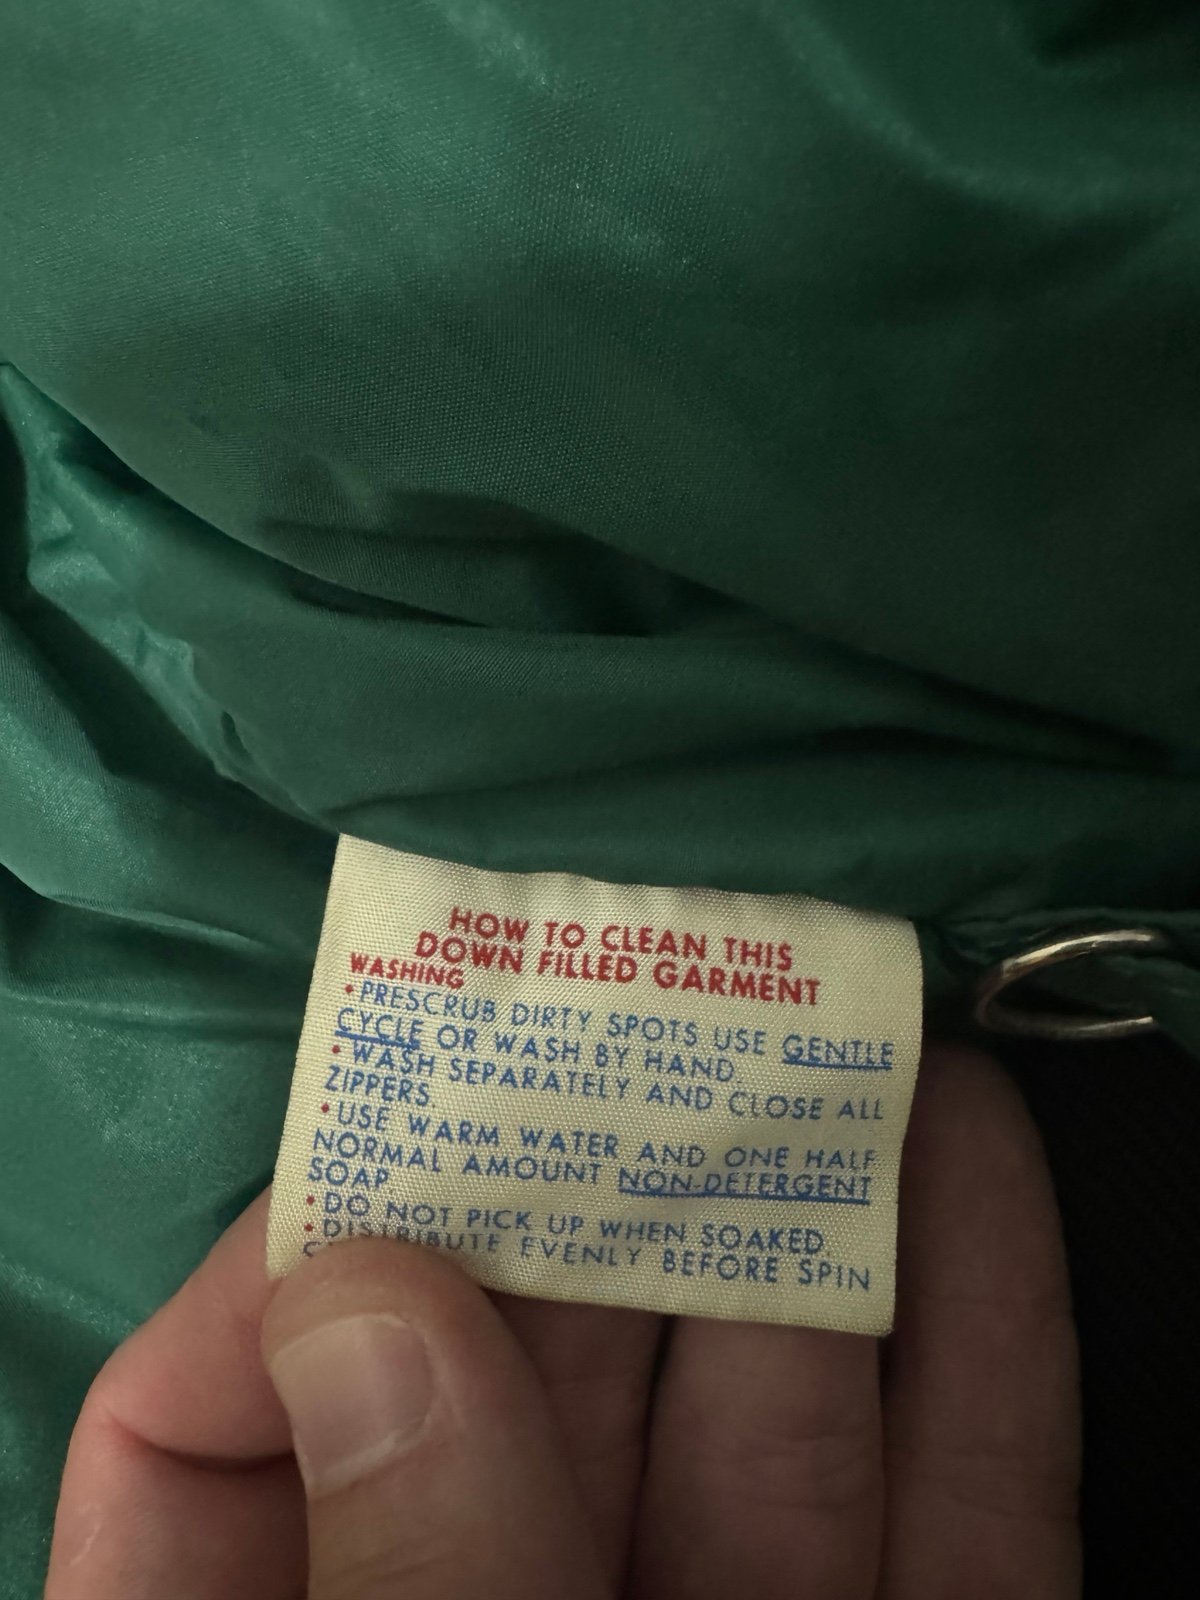 HOW TO CLEAN THIS
DOWN FILLED GARMENT
WASHING
• PRESCRUB DIRTY SPOTS USE GENTLE
CYCLE OR WASH BY HAND.
• WASH SEPARATELY AND CLOSE ALL
ZIPPERS.
• USE WARM WATER AND ONE HALF
NORMAL AMOUNT NON-DETERGENT
SOAP
• DO NOT PICK UP WHEN SOAKED.
• DISTRIBUTE EVENLY BEFORE SPIN